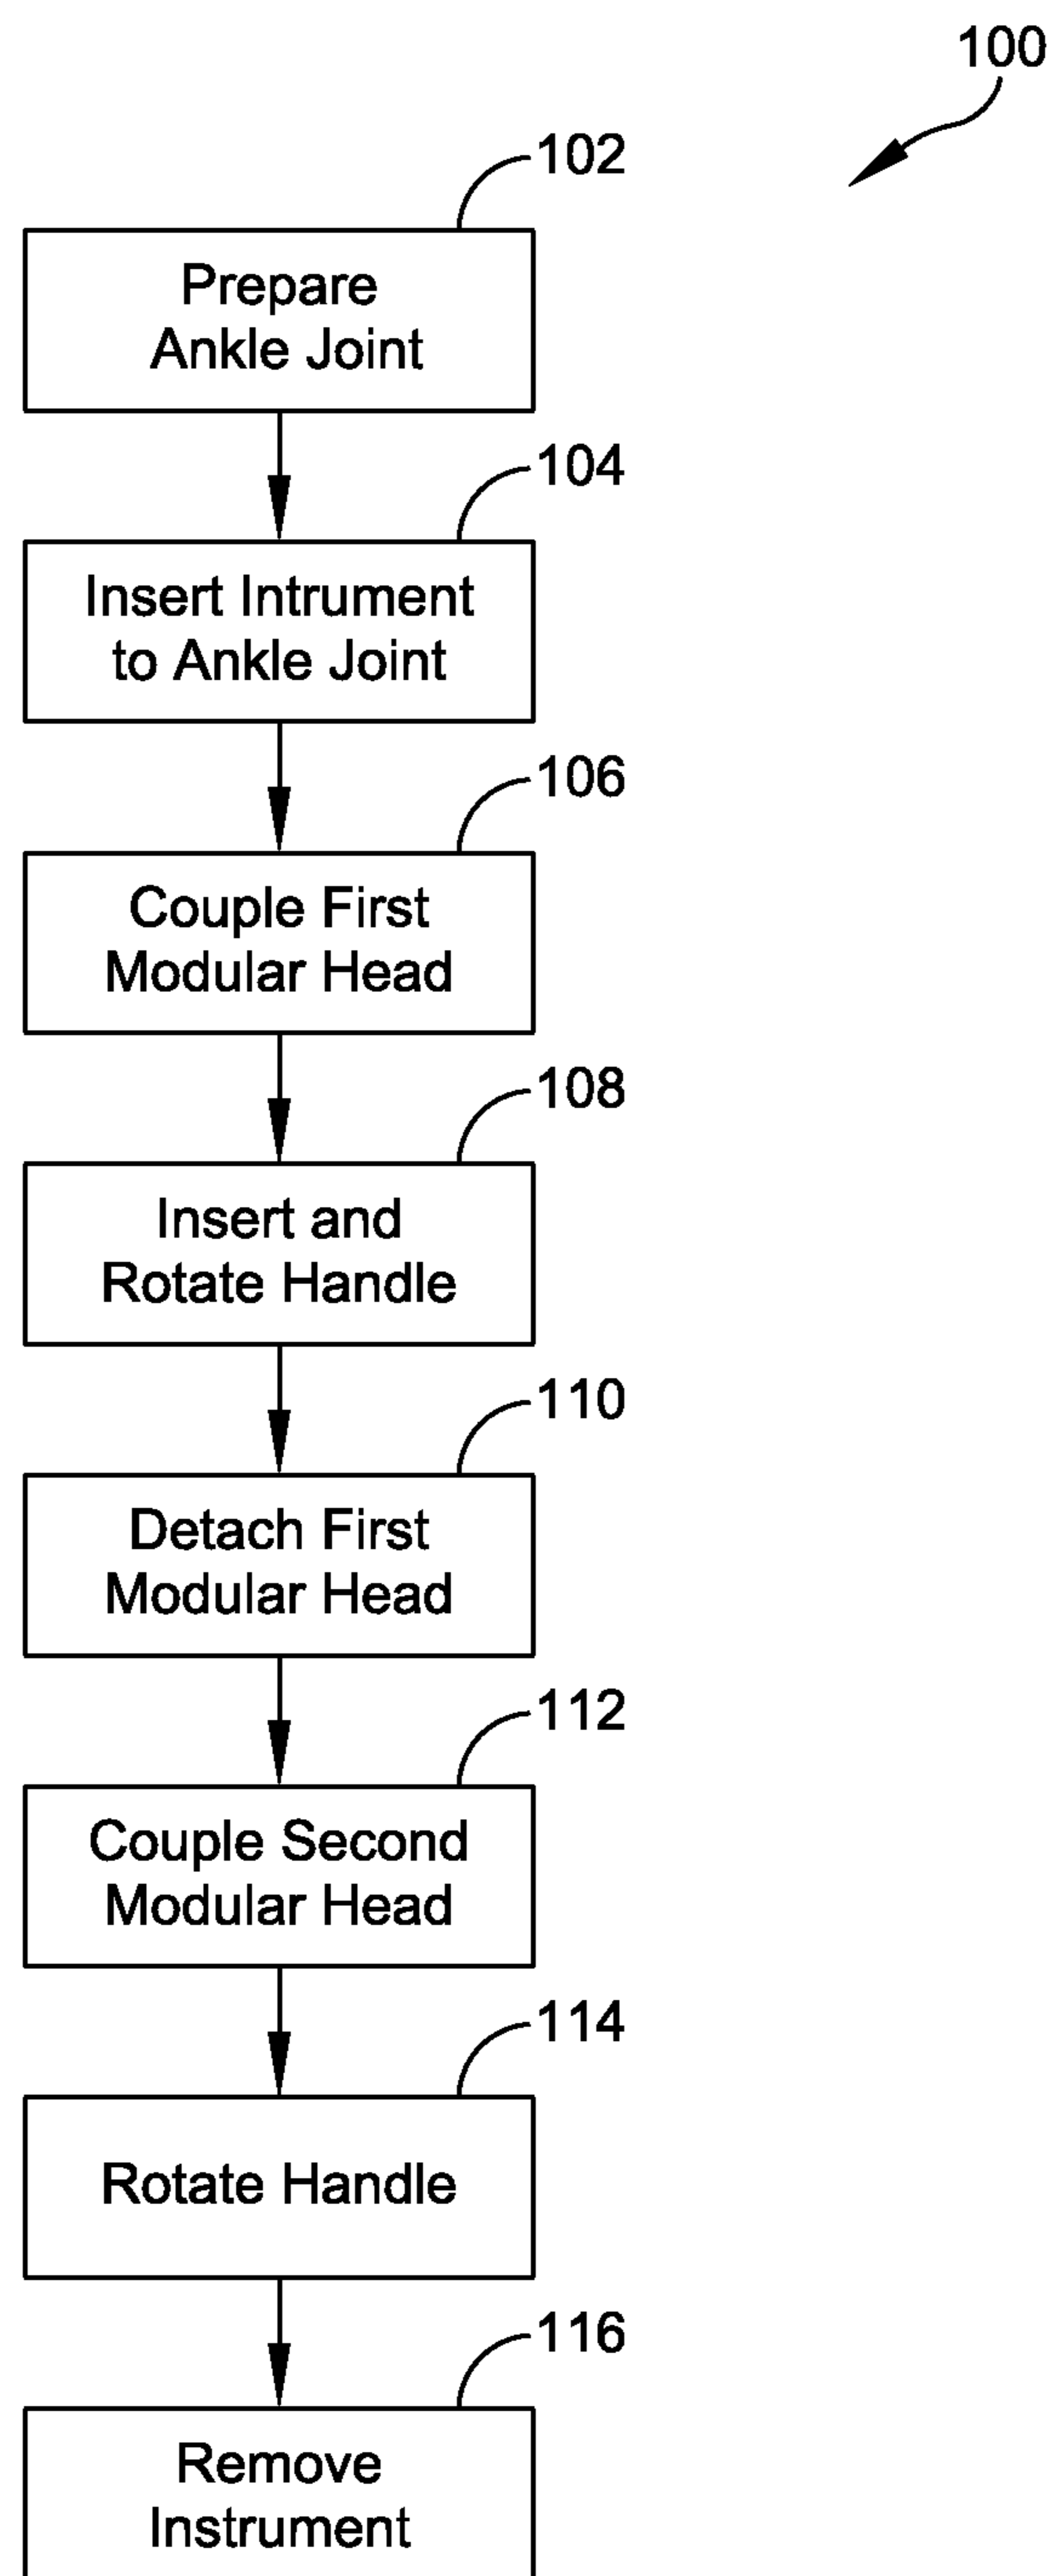 100
102
Prepare
Ankle Joint
104
Insert Intrument
to Ankle Joint
106
Couple First
Modular Head
108
Insert and
Rotate Handle
110
Detach First
Modular Head
112
Couple Second
Modular Head
114
Rotate Handle
116
Remove
Instrument